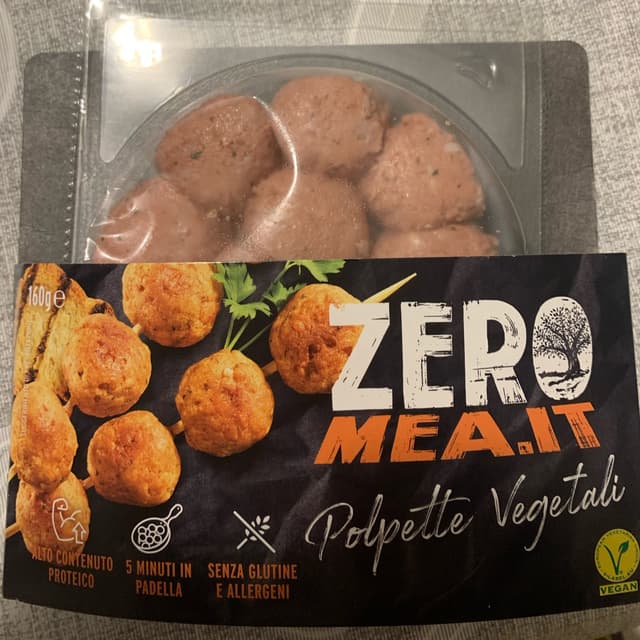 160g℮
ZERO
MEA.IT
Polpette Vegetali
ALTO CONTENUTO
PROTEICO
5 MINUTI IN
PADELLA
SENZA GLUTINE
E ALLERGENI
VEGAN